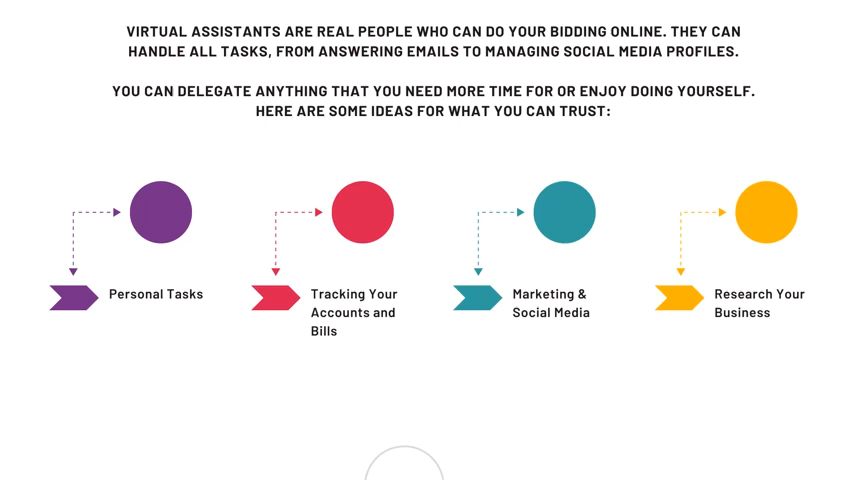 VIRTUAL ASSISTANTS ARE REAL PEOPLE WHO CAN DO YOUR BIDDING ONLINE. THEY CAN
HANDLE ALL TASKS, FROM ANSWERING EMAILS TO MANAGING SOCIAL MEDIA PROFILES.
YOU CAN DELEGATE ANYTHING THAT YOU NEED MORE TIME FOR OR ENJOY DOING YOURSELF.
HERE ARE SOME IDEAS FOR WHAT YOU CAN TRUST:
Personal Tasks
Tracking Your
Accounts and
Bills
Marketing &
Social Media
Research Your
Business